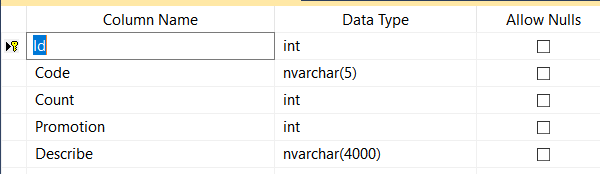 Column Name Data Type Allow Nulls
Id int
Code nvarchar(5)
Count int
Promotion int
Describe nvarchar(4000)